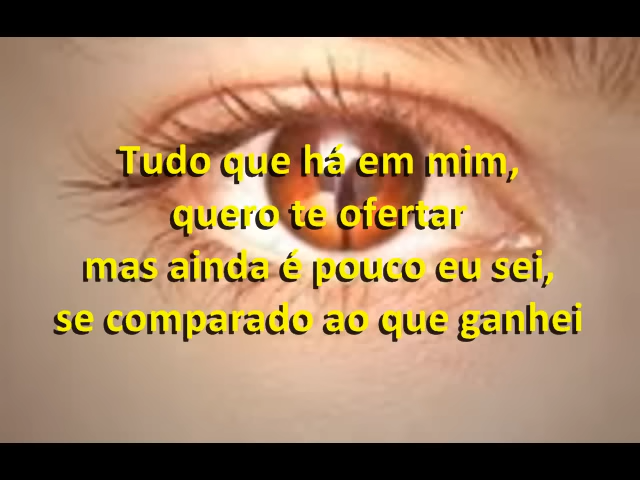 Tudo que há em mim,
quero te ofertar
mas ainda é pouco eu sei,
se comparado ao que ganhei